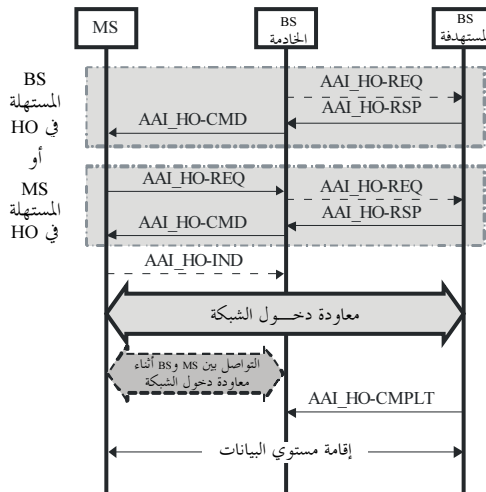 MS
BS
الخادمة
BS
المستهدفة
BS
المستهلة
في HO
AAI_HO-REQ
AAI_HO-RSP
AAI_HO-CMD
أو
MS
المستهلة
في HO
AAI_HO-REQ
AAI_HO-REQ
AAI_HO-RSP
AAI_HO-CMD
AAI_HO-IND
معاودة دخول الشبكة
التواصل بين MS وBS أثناء
معاودة دخول الشبكة
AAI_HO-CMPLT
إقامة مستوي البيانات